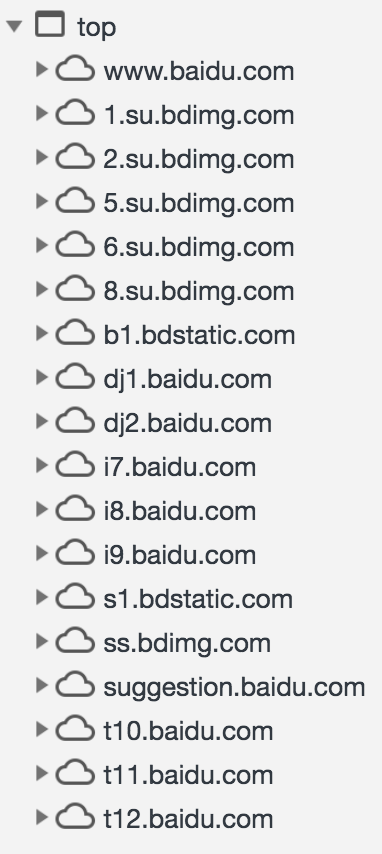 top
www.baidu.com
1.su.bdimg.com
2.su.bdimg.com
5.su.bdimg.com
6.su.bdimg.com
8.su.bdimg.com
b1.bdstatic.com
dj1.baidu.com
dj2.baidu.com
i7.baidu.com
i8.baidu.com
i9.baidu.com
s1.bdstatic.com
ss.bdimg.com
suggestion.baidu.com
t10.baidu.com
t11.baidu.com
t12.baidu.com